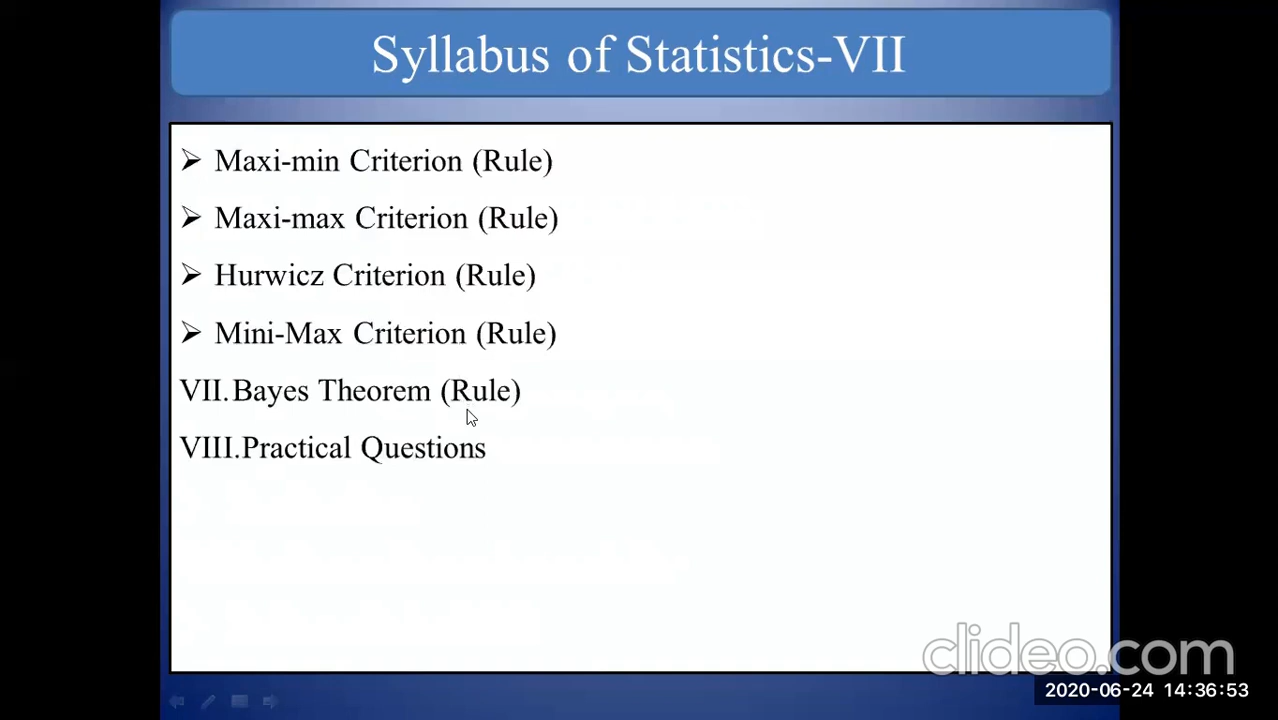 Syllabus of Statistics-VII
➢ Maxi-min Criterion (Rule)
➢ Maxi-max Criterion (Rule)
➢ Hurwicz Criterion (Rule)
➢ Mini-Max Criterion (Rule)
VII. Bayes Theorem (Rule)
VIII.Practical Questions
clideo.com
2020-06-24 14:36:53